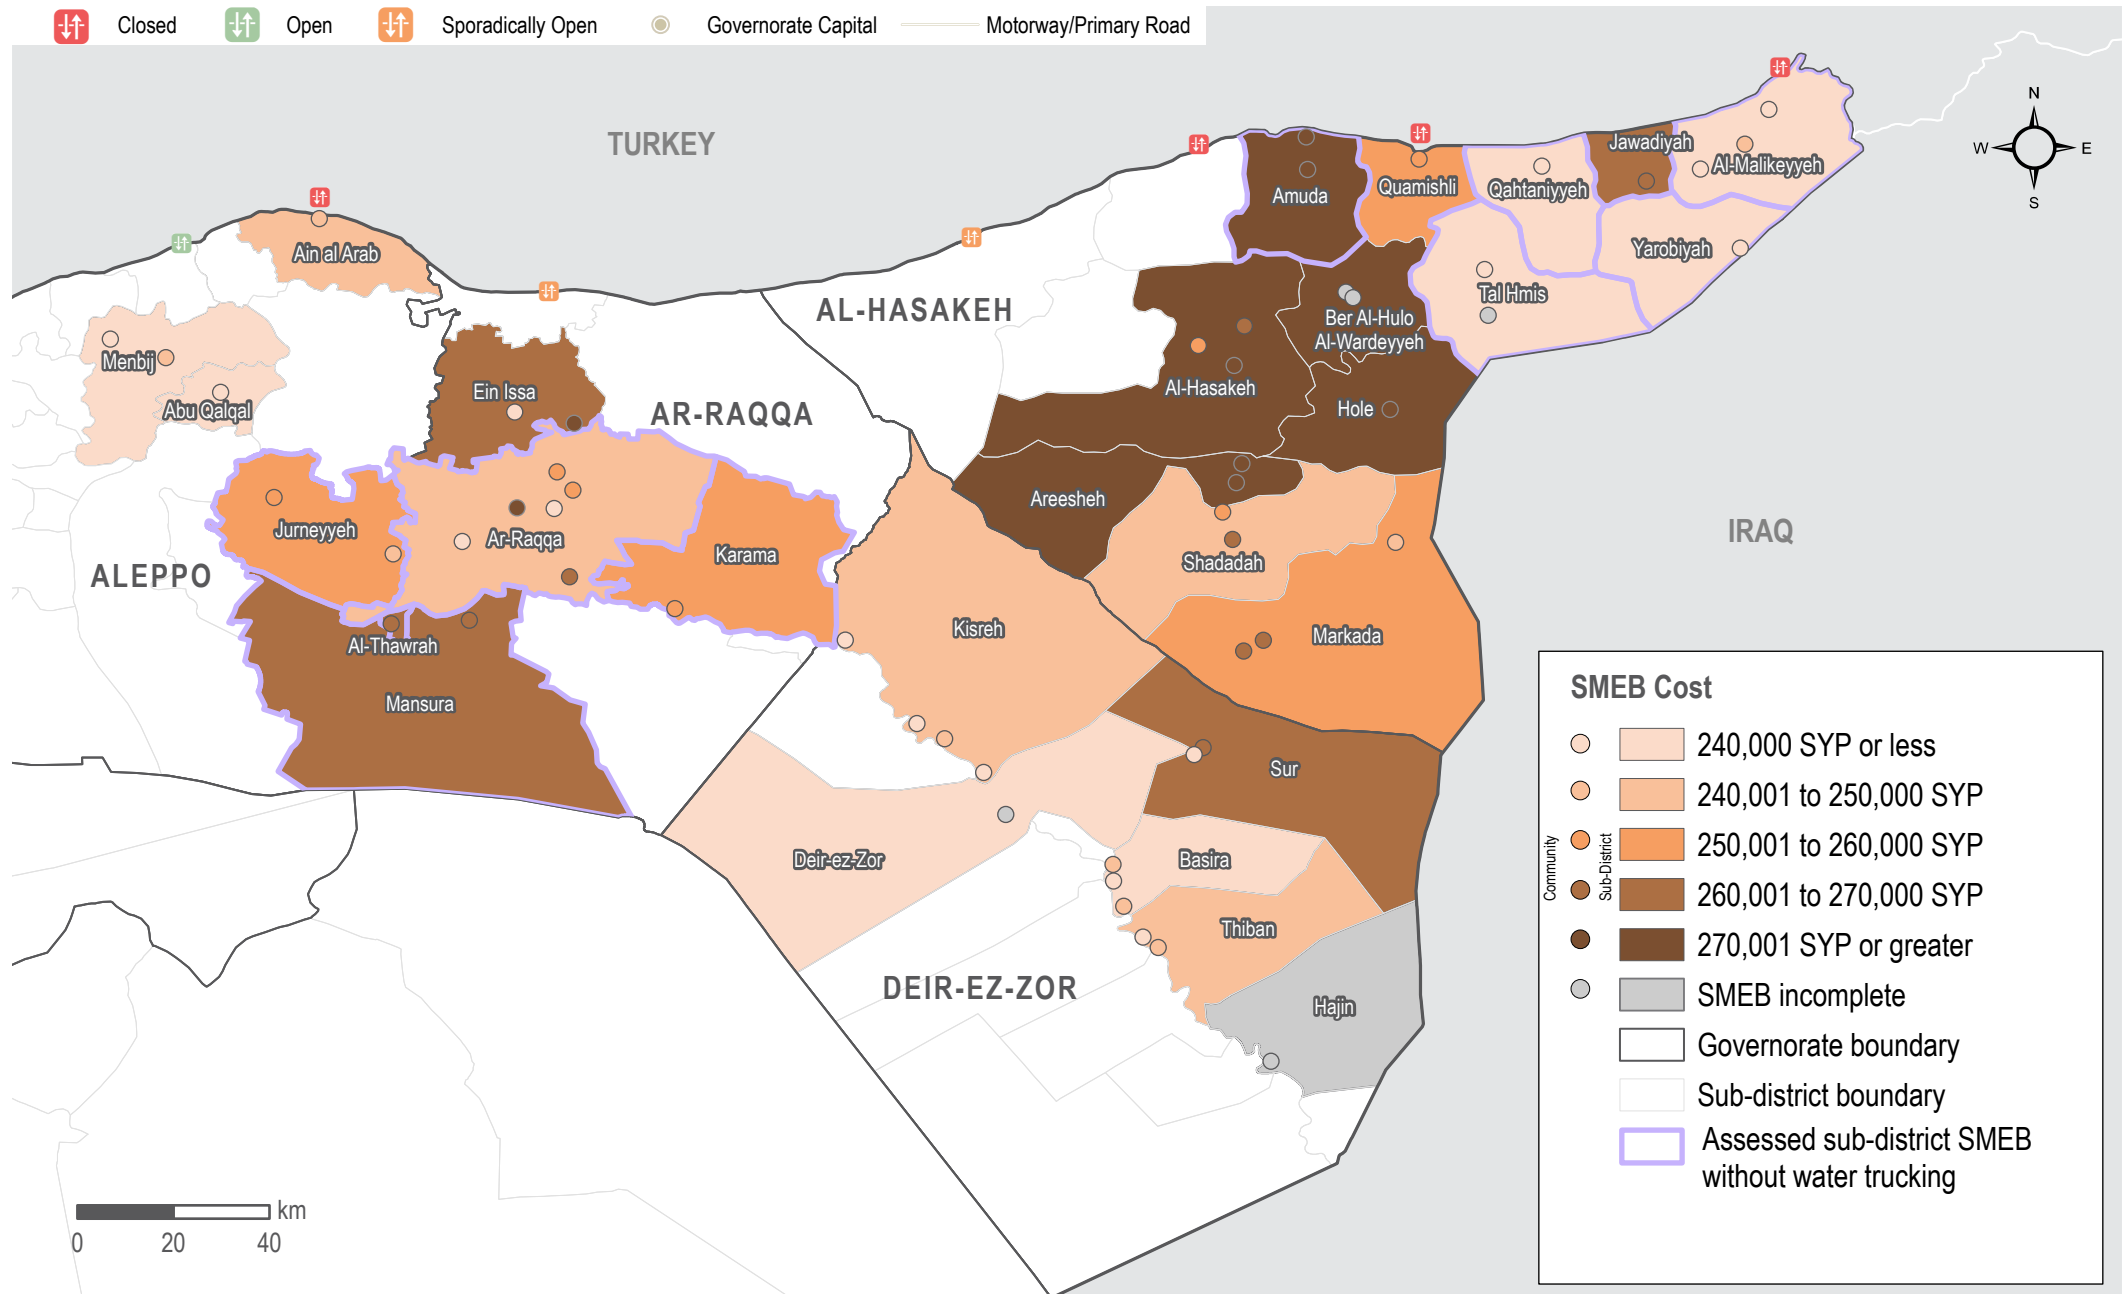 Closed
Open
Sporadically Open
Governorate Capital
Motorway/Primary Road
TURKEY
N
W
E
S
Jawadiyah
Al-Malikeyyeh
Amuda
Quamishli
Qahtaniyyeh
Yarobiyah
Ain al Arab
Tal Hmis
AL-HASAKEH
Ber Al-Hulo
Al-Wardeyyeh
Menbij
Abu Qalqal
Ein Issa
AR-RAQQA
Al-Hasakeh
Hole
Areesheh
IRAQ
Jurneyyeh
Ar-Raqqa
Karama
Shadadah
ALEPPO
Kisreh
Markada
Al-Thawrah
Mansura
Sur
Deir-ez-Zor
Basira
Thiban
DEIR-EZ-ZOR
Hajin
SMEB Cost
Community
Sub-District
240,000 SYP or less
240,001 to 250,000 SYP
250,001 to 260,000 SYP
260,001 to 270,000 SYP
270,001 SYP or greater
SMEB incomplete
Governorate boundary
Sub-district boundary
Assessed sub-district SMEB
without water trucking
km
0 20 40